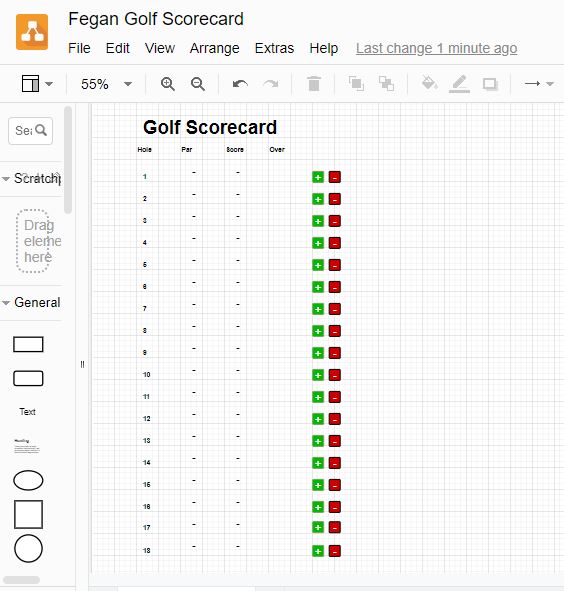 Fegan Golf Scorecard
File Edit View Arrange Extras Help Last change 1 minute ago
55%
Golf Scorecard
Hole Par Score Over
Scratchp
1 - - + -
2 - - + -
Drag
eleme
here
3 - - + -
4 - - + -
5 - - + -
6 - - + -
General
7 - - + -
8 - - + -
9 - - + -
10 - - + -
11 - - + -
Text
12 - - + -
Heading
13 - - + -
14 - - + -
15 - - + -
16 - - + -
17 - - + -
18 - - + -